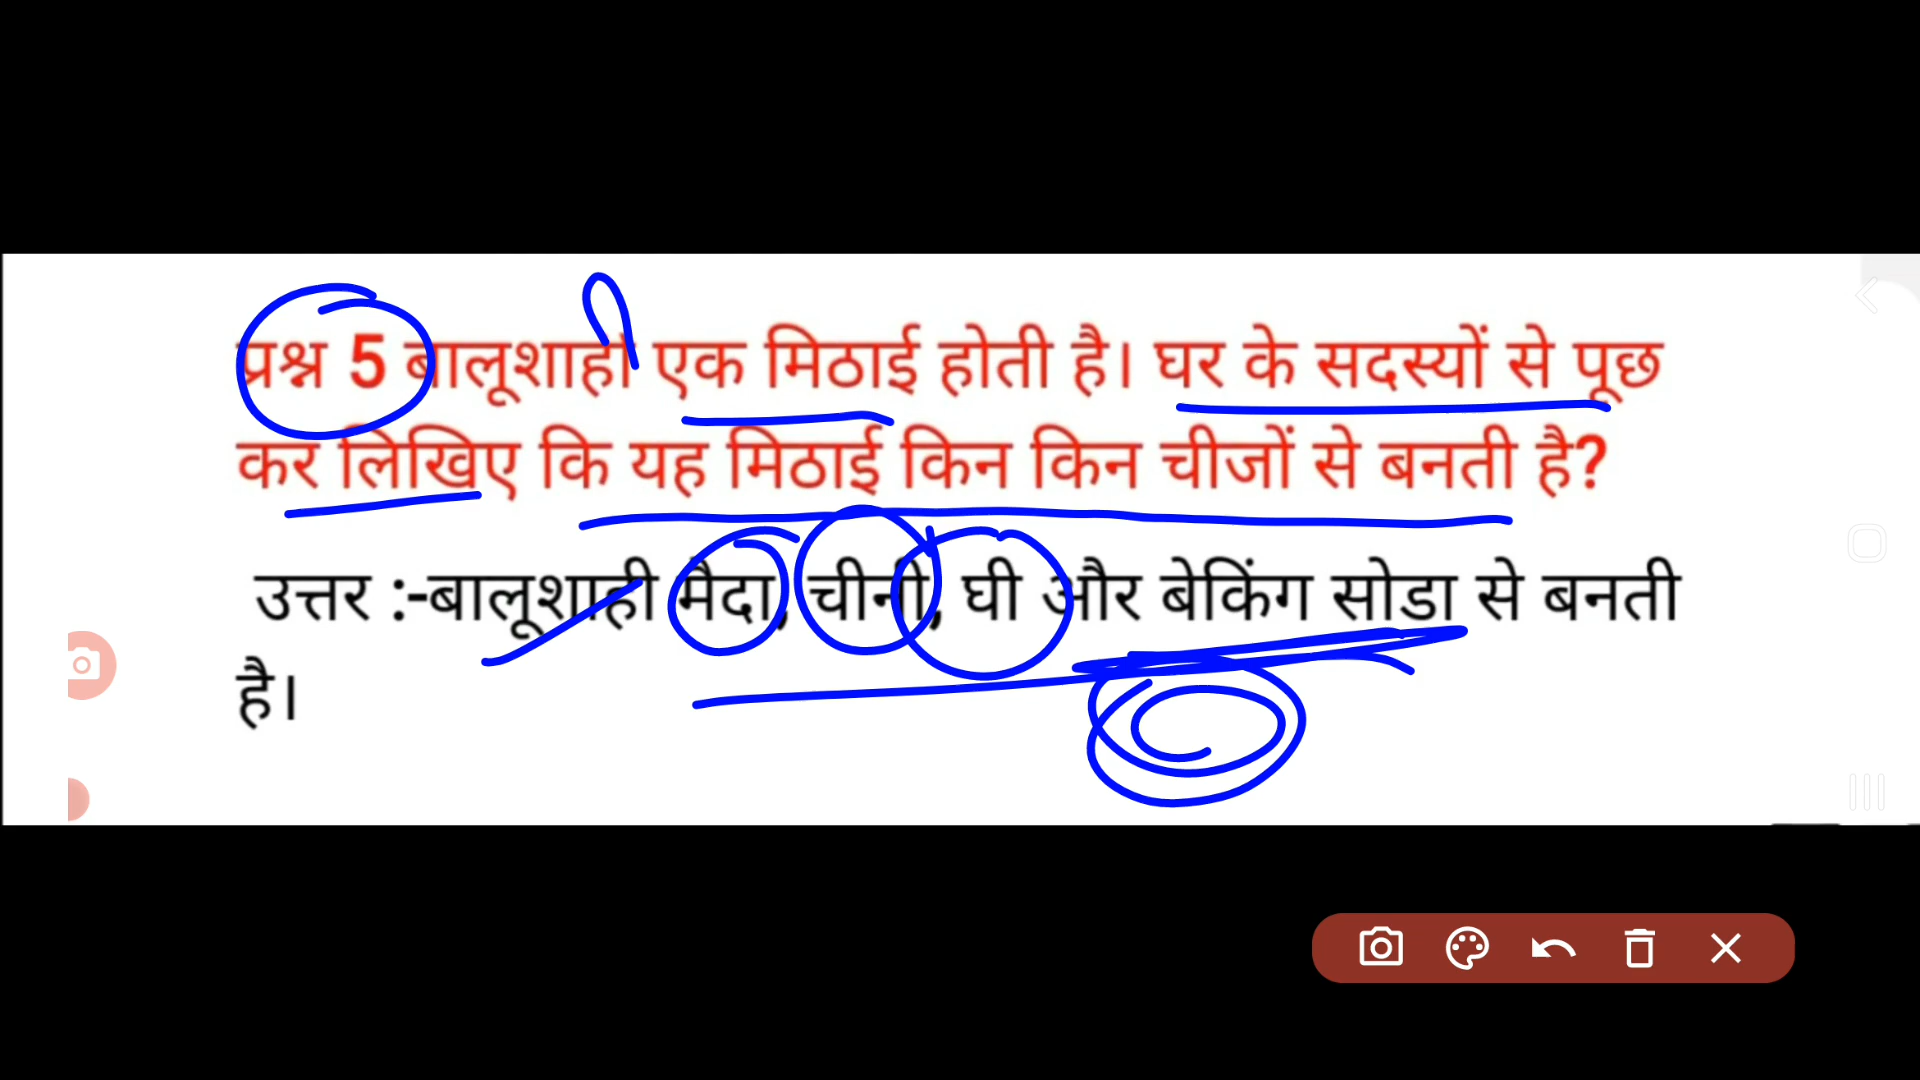 प्रश्न 5 बालूशाहो एक मिठाई होती है। घर के सदस्यों से पूछ
कर लिखिए कि यह मिठाई किन किन चीजों से बनती है?
उत्तर :-बालूशाही मैदा, चीनी, घी और बेकिंग सोडा से बनती
है।